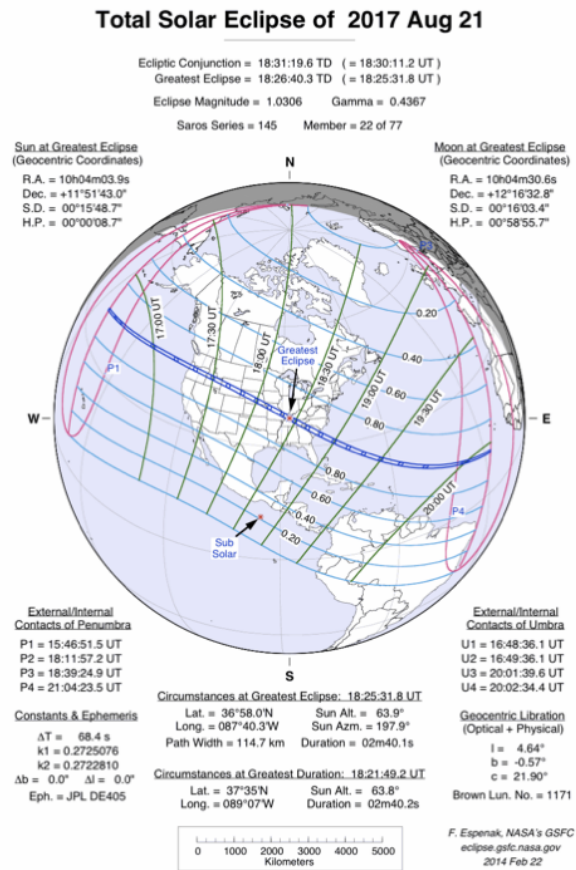 Total Solar Eclipse of 2017 Aug 21
Ecliptic Conjunction = 18:31:19.6 TD ( = 18:30:11.2 UT )
Greatest Eclipse = 18:26:40.3 TD ( = 18:25:31.8 UT )
Eclipse Magnitude = 1.0306 Gamma = 0.4367
Saros Series = 145 Member = 22 of 77
Sun at Greatest Eclipse
(Geocentric Coordinates)
R.A. = 10h04m03.9s
Dec. = +11°51'43.0"
S.D. = 00°15'48.7"
H.P. = 00°00'08.7"
Moon at Greatest Eclipse
(Geocentric Coordinates)
R.A. = 10h04m30.6s
Dec. = +12°16'32.8"
S.D. = 00°16'03.4"
H.P. = 00°58'55.7"
N
P3
0.20
17:00 UT
17:30 UT
18:00 UT
Greatest
Eclipse
18:30 UT
0.40
19:00 UT
0.60
19:30 UT
0.80
P1
W
E
0.80
0.60
20:00 UT
0.40
P4
0.20
Sub
Solar
S
External/Internal
Contacts of Penumbra
P1 = 15:46:51.5 UT
P2 = 18:11:57.2 UT
P3 = 18:39:24.9 UT
P4 = 21:04:23.5 UT
External/Internal
Contacts of Umbra
U1 = 16:48:36.1 UT
U2 = 16:49:36.1 UT
U3 = 20:01:39.6 UT
U4 = 20:02:34.4 UT
Constants & Ephemeris
ΔT = 68.4 s
k1 = 0.2725076
k2 = 0.2722810
Δb = 0.0° Δl = 0.0°
Eph. = JPL DE405
Circumstances at Greatest Eclipse: 18:25:31.8 UT
Lat. = 36°58.0'N Sun Alt. = 63.9°
Long. = 087°40.3'W Sun Azm. = 197.9°
Path Width = 114.7 km Duration = 02m40.1s
Circumstances at Greatest Duration: 18:21:49.2 UT
Lat. = 37°35'N Sun Alt. = 63.8°
Long. = 089°07'W Duration = 02m40.2s
Geocentric Libration
(Optical + Physical)
l = 4.64°
b = -0.57°
c = 21.90°
Brown Lun. No. = 1171
0 1000 2000 3000 4000 5000
Kilometers
F. Espenak, NASA's GSFC
eclipse.gsfc.nasa.gov
2014 Feb 22